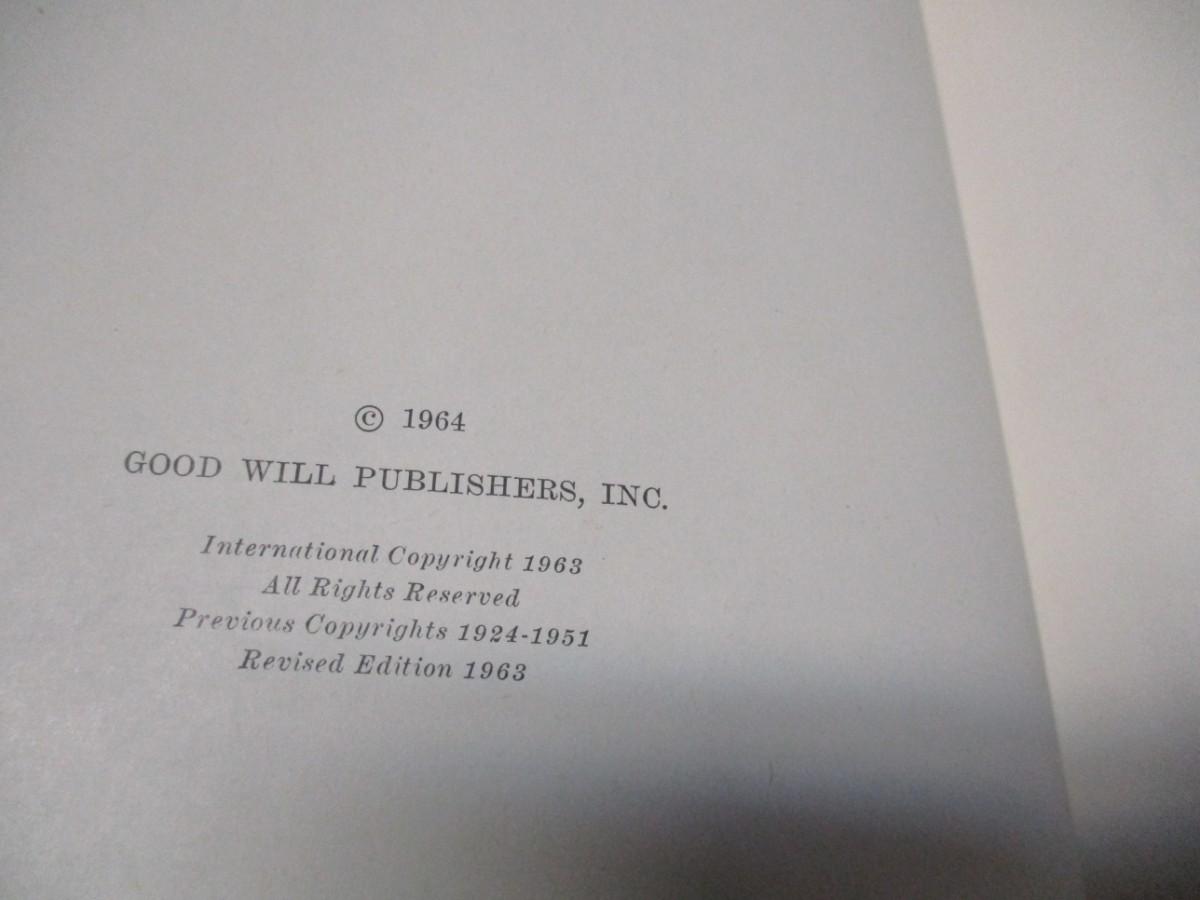 © 1964
GOOD WILL PUBLISHERS, INC.
International Copyright 1963
All Rights Reserved
Previous Copyrights 1924-1951
Revised Edition 1963